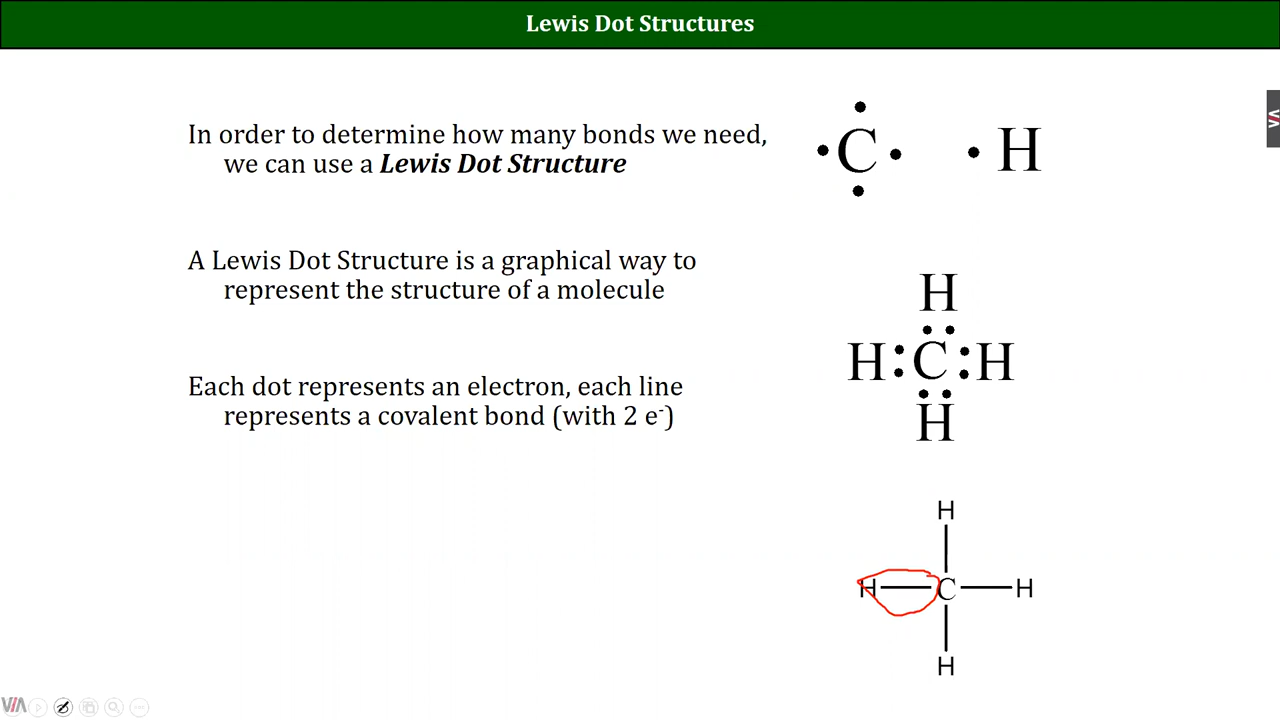 Lewis Dot Structures
In order to determine how many bonds we need,
we can use a Lewis Dot Structure
A Lewis Dot Structure is a graphical way to
represent the structure of a molecule
Each dot represents an electron, each line
represents a covalent bond (with 2 e⁻)
·C· ·H
H
H:C:H
H
H
H—C—H
H
VIA
VIA